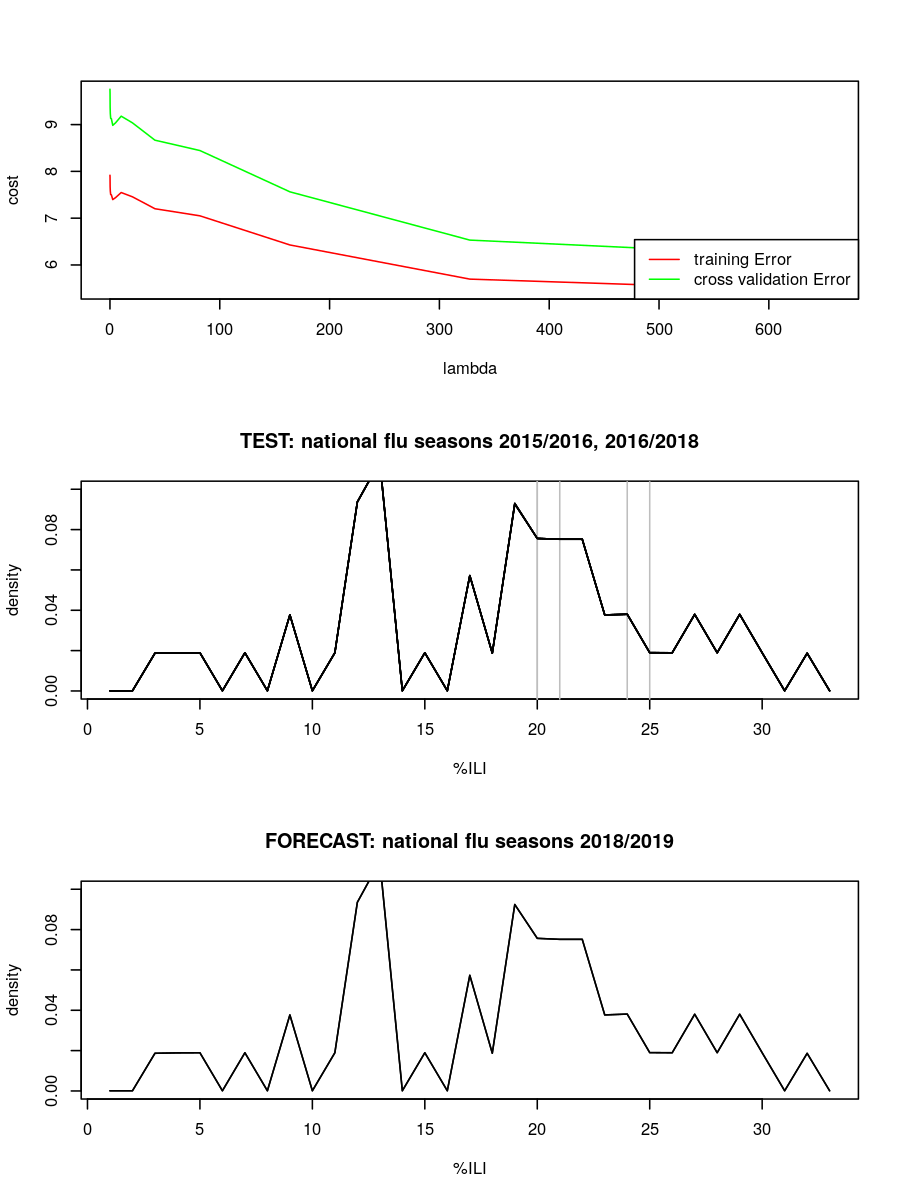 cost
9
8
7
6
training Error
cross validation Error
0 100 200 300 400 500 600
lambda
TEST: national flu seasons 2015/2016, 2016/2018
density
0.08
0.04
0.00
0 5 10 15 20 25 30
%ILI
FORECAST: national flu seasons 2018/2019
density
0.08
0.04
0.00
0 5 10 15 20 25 30
%ILI